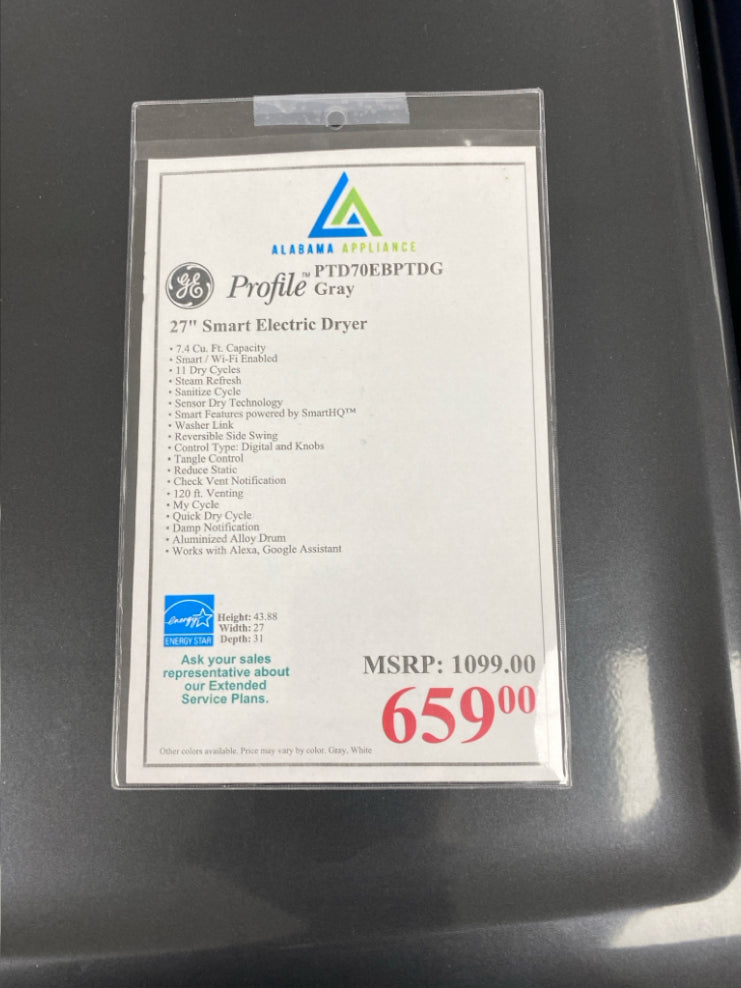 ALABAMA APPLIANCE
GE Profile™ PTD70EBPTDG
Gray
27" Smart Electric Dryer
• 7.4 Cu. Ft. Capacity
• Smart / Wi-Fi Enabled
• 11 Dry Cycles
• Steam Refresh
• Sanitize Cycle
• Sensor Dry Technology
• Smart Features powered by SmartHQ™
• Washer Link
• Reversible Side Swing
• Control Type: Digital and Knobs
• Tangle Control
• Reduce Static
• Check Vent Notification
• 120 ft. Venting
• My Cycle
• Quick Dry Cycle
• Damp Notification
• Aluminized Alloy Drum
• Works with Alexa, Google Assistant
energy
ENERGY STAR
Height: 43.88
Width: 27
Depth: 31
Ask your sales
representative about
our Extended
Service Plans.
MSRP: 1099.00
659⁰⁰
Other colors available. Price may vary by color. Gray, White